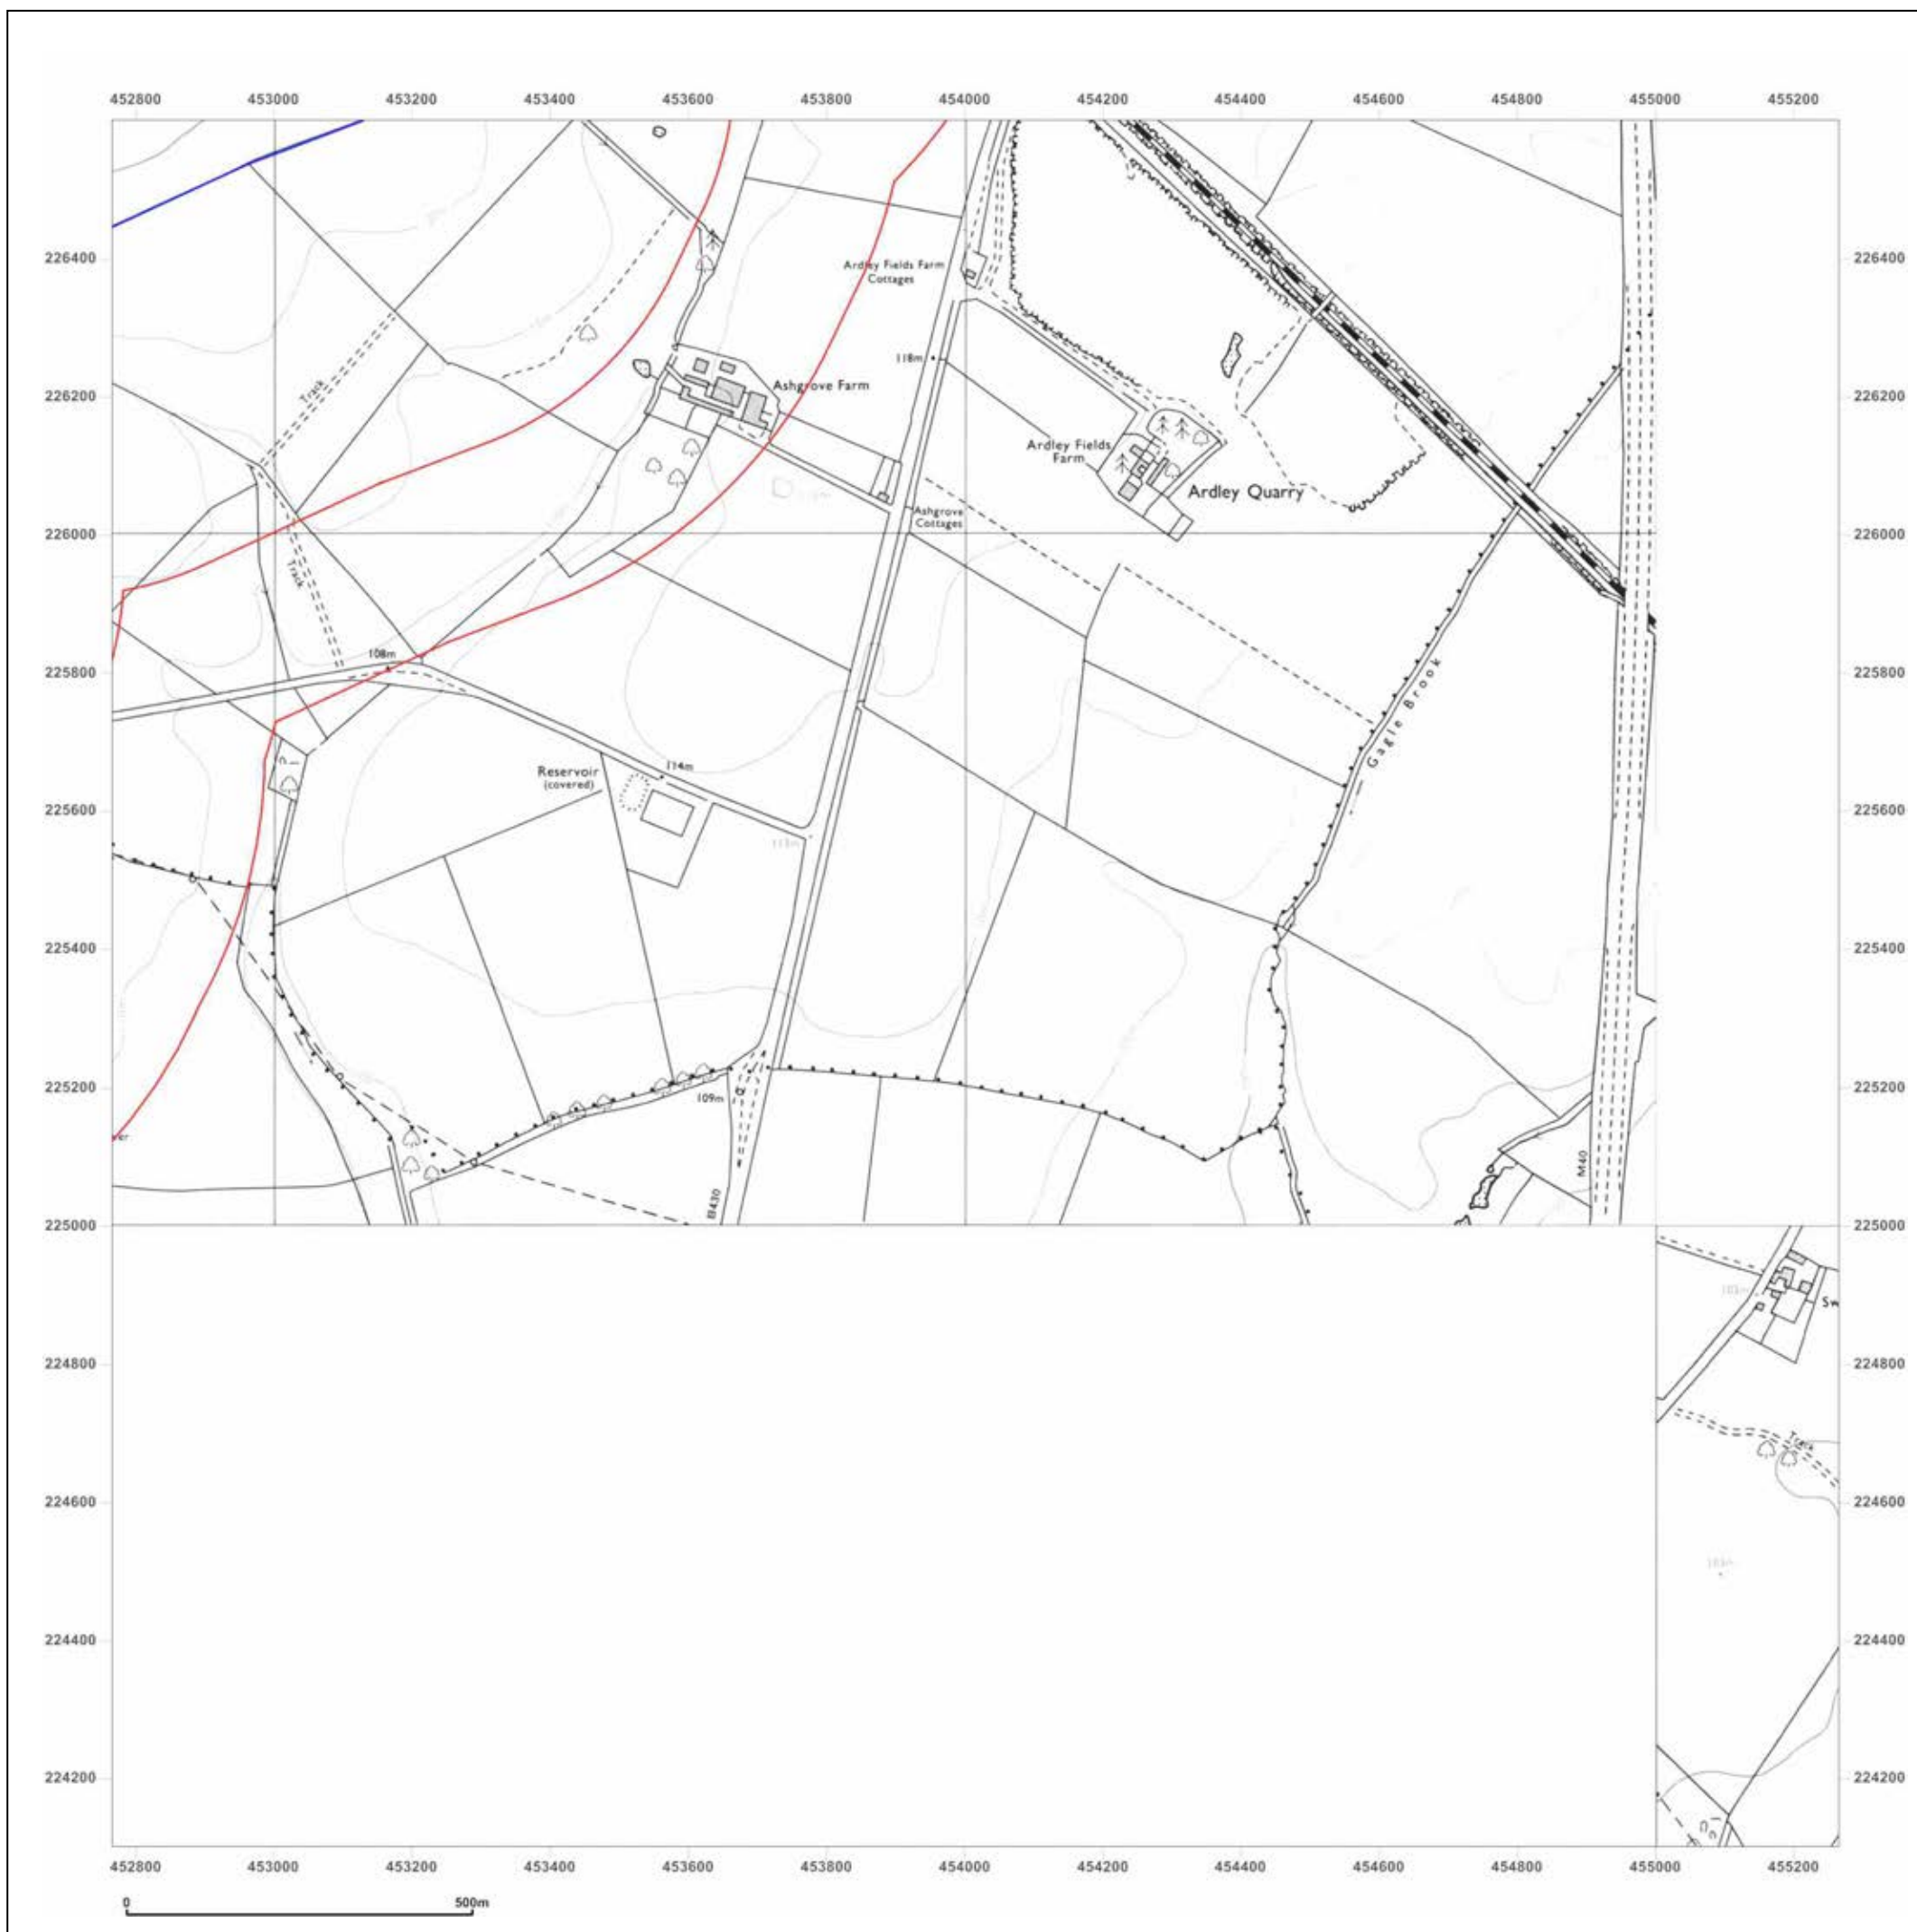 452800 453000 453200 453400 453600 453800 454000 454200 454400 454600 454800 455000 455200
226400
226400
Ardley Fields Farm
Cottages
118m
Track
Ashgrove Farm
226200
226200
Ardley Fields
Farm
Ardley Quarry
Ashgrove
Cottages
226000
226000
Track
108m
225800
225800
Gagle Brook
114m
Reservoir
(covered)
225600
225600
113m
225400
225400
225200
225200
109m
er
M40
B430
225000
225000
Sw
224800
224800
Track
224600
224600
224400
224400
224200
224200
452800 453000 453200 453400 453600 453800 454000 454200 454400 454600 454800 455000 455200
0 500m